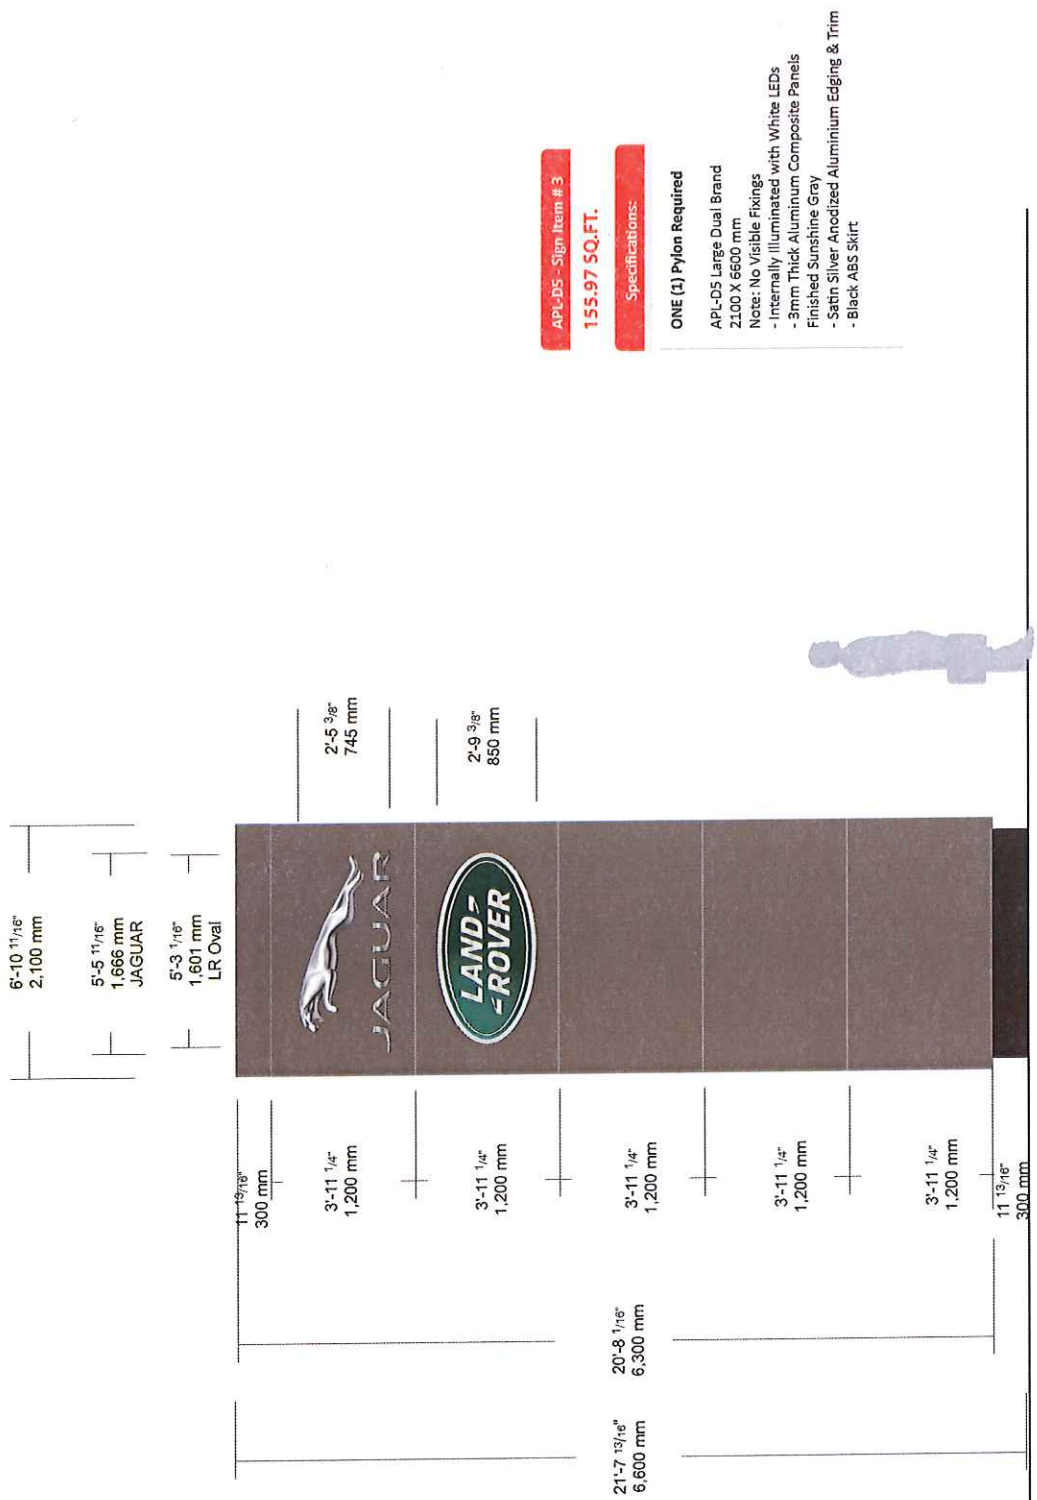 6'-10 11/16"
2,100 mm
5'-5 11/16"
1,666 mm
JAGUAR
5'-3 1/16"
1,601 mm
LR Oval
11 13/16"
300 mm
3'-11 1/4"
1,200 mm
3'-11 1/4"
1,200 mm
3'-11 1/4"
1,200 mm
3'-11 1/4"
1,200 mm
3'-11 1/4"
1,200 mm
11 13/16"
300 mm
20'-8 1/16"
6,300 mm
21'-7 13/16"
6,600 mm
JAGUAR
LAND
ROVER
2'-5 3/8"
745 mm
2'-9 3/8"
850 mm
APL-D5 - Sign Item # 3
155.97 SQ.FT.
Specifications:
ONE (1) Pylon Required
APL-D5 Large Dual Brand
2100 X 6600 mm
Note: No Visible Fixings
- Internally Illuminated with White LEDs
- 3mm Thick Aluminum Composite Panels
Finished Sunshine Gray
- Satin Silver Anodized Aluminium Edging & Trim
- Black ABS Skirt